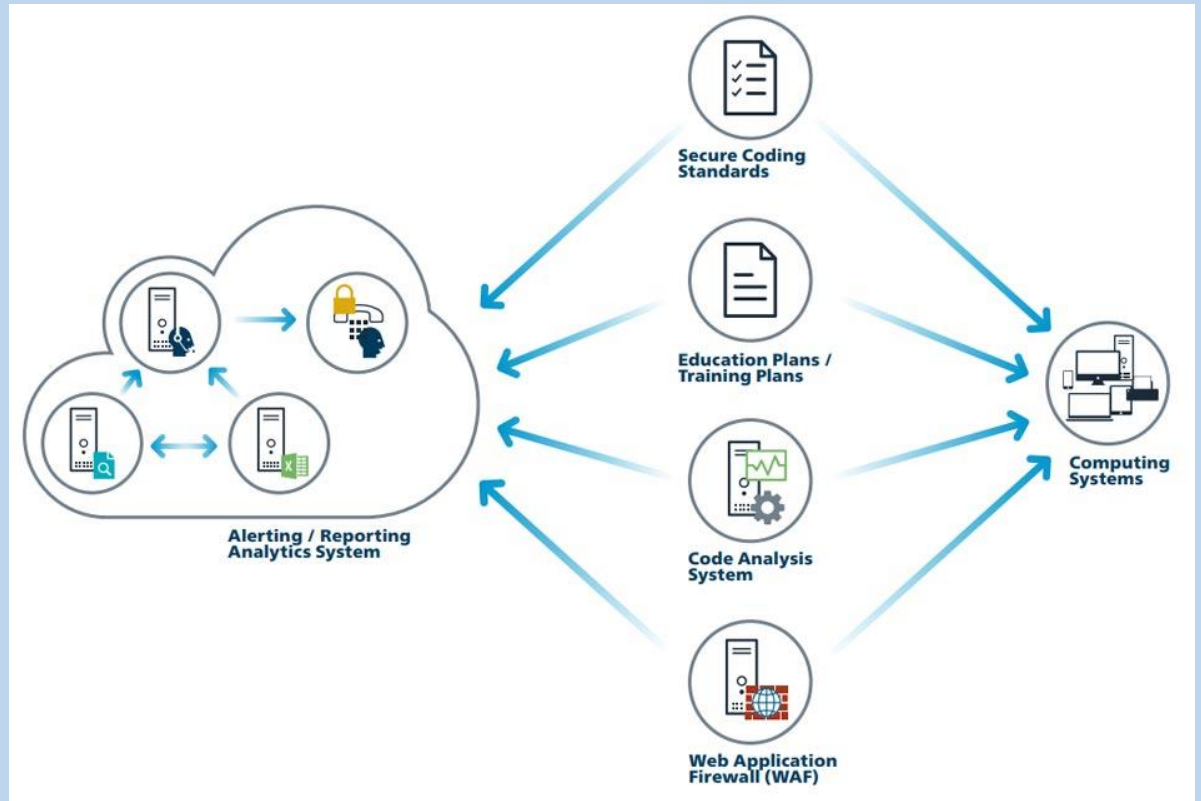 Secure Coding
Standards
Education Plans /
Training Plans
Computing
Systems
Alerting / Reporting
Analytics System
Code Analysis
System
Web Application
Firewall (WAF)